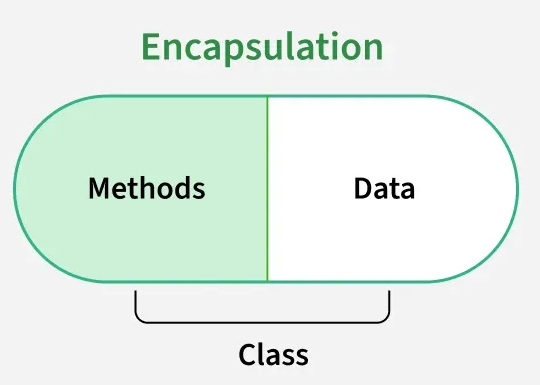 Encapsulation
Methods
Data
Class